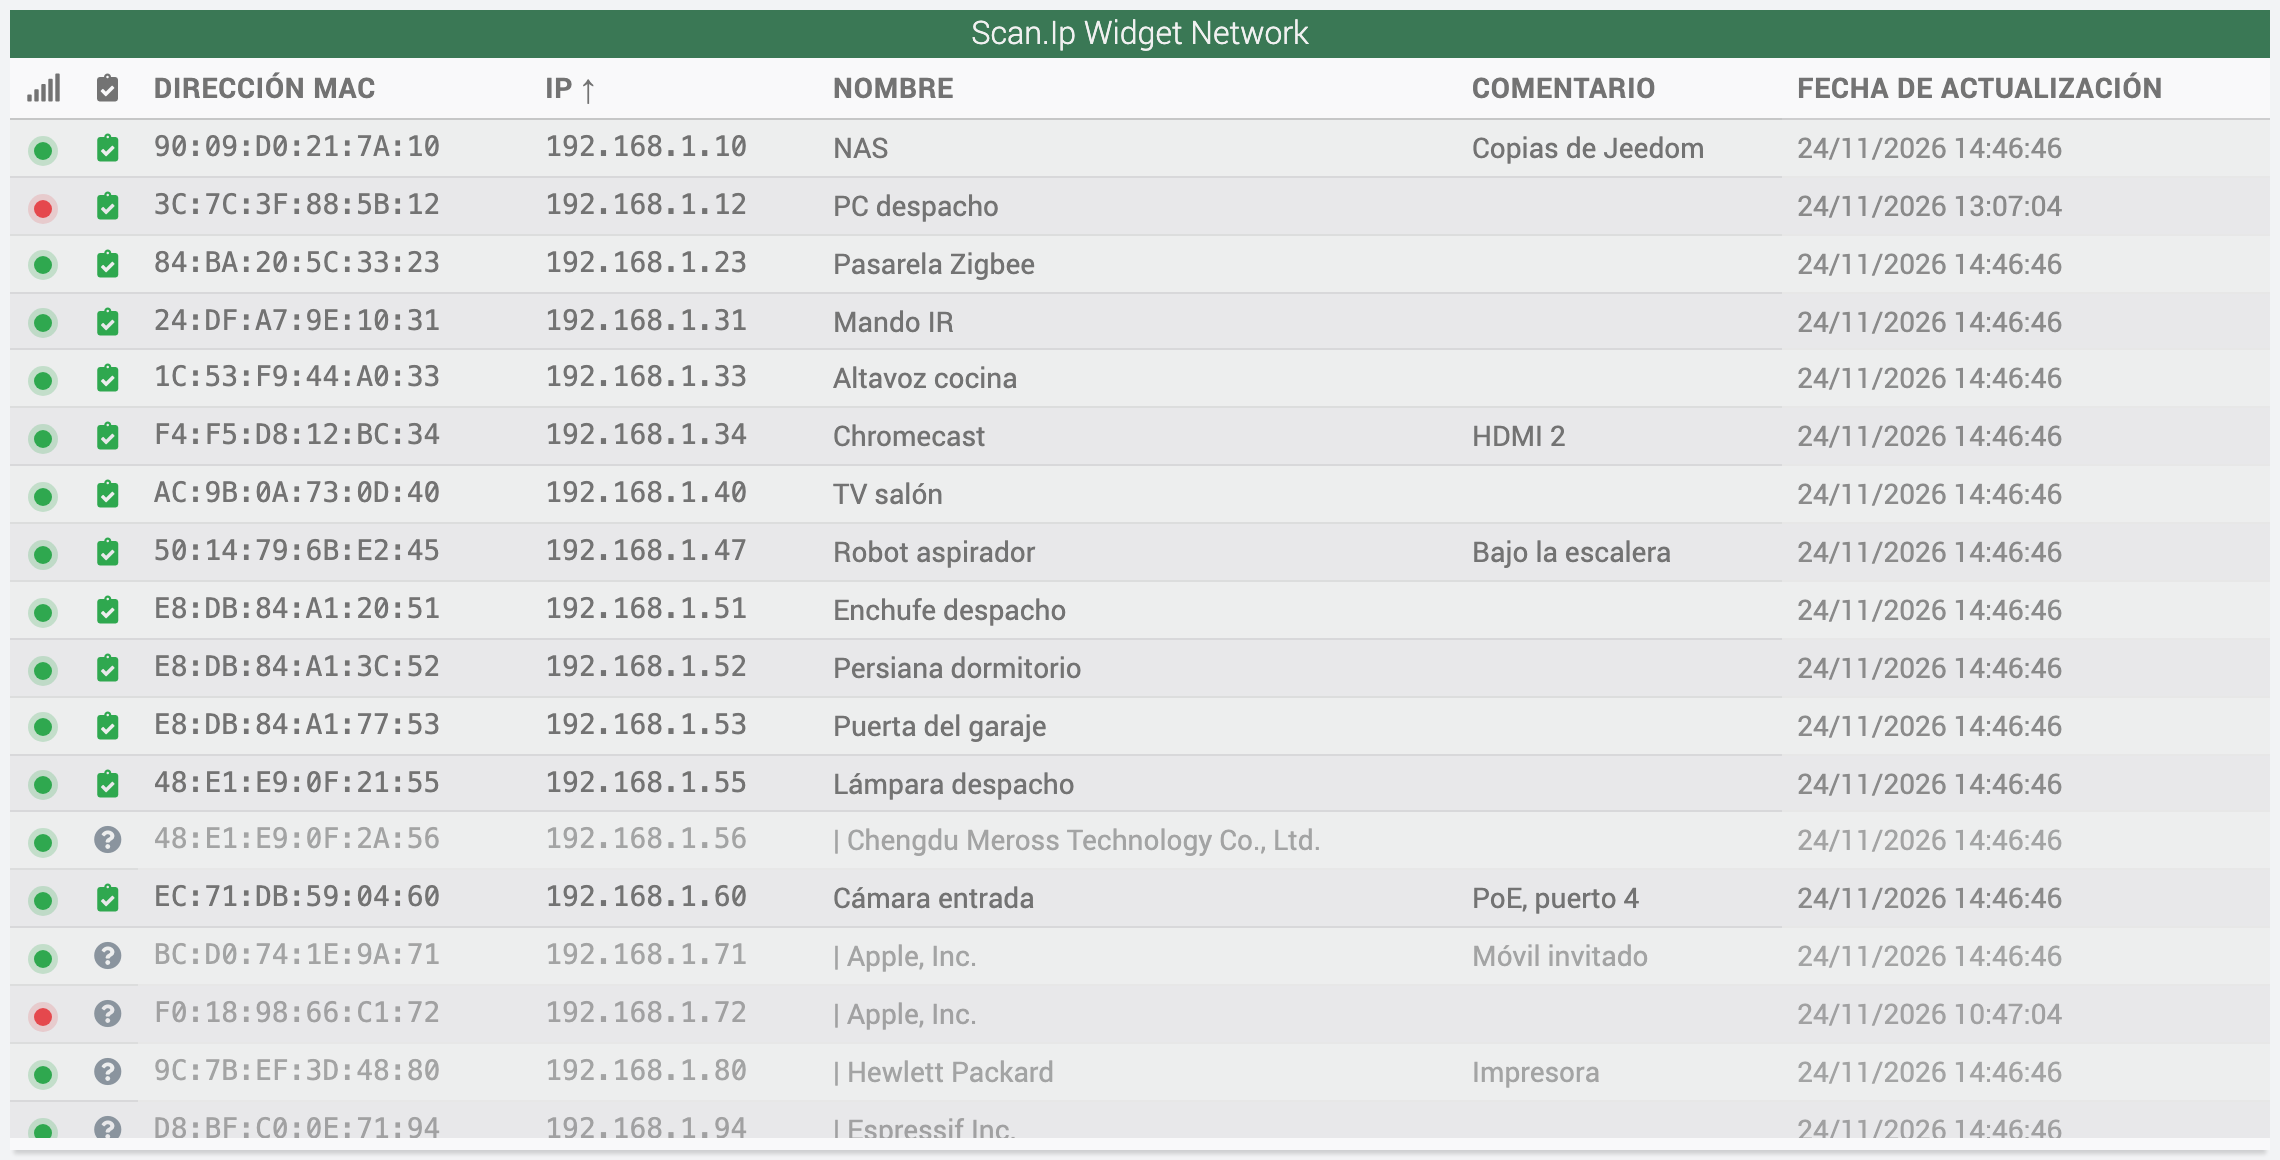 Scan.Ip Widget Network
DIRECCIÓN MAC IP ↑ NOMBRE COMENTARIO FECHA DE ACTUALIZACIÓN
90:09:D0:21:7A:10 192.168.1.10 NAS Copias de Jeedom 24/11/2026 14:46:46
3C:7C:3F:88:5B:12 192.168.1.12 PC despacho 24/11/2026 13:07:04
84:BA:20:5C:33:23 192.168.1.23 Pasarela Zigbee 24/11/2026 14:46:46
24:DF:A7:9E:10:31 192.168.1.31 Mando IR 24/11/2026 14:46:46
1C:53:F9:44:A0:33 192.168.1.33 Altavoz cocina 24/11/2026 14:46:46
F4:F5:D8:12:BC:34 192.168.1.34 Chromecast HDMI 2 24/11/2026 14:46:46
AC:9B:0A:73:0D:40 192.168.1.40 TV salón 24/11/2026 14:46:46
50:14:79:6B:E2:45 192.168.1.47 Robot aspirador Bajo la escalera 24/11/2026 14:46:46
E8:DB:84:A1:20:51 192.168.1.51 Enchufe despacho 24/11/2026 14:46:46
E8:DB:84:A1:3C:52 192.168.1.52 Persiana dormitorio 24/11/2026 14:46:46
E8:DB:84:A1:77:53 192.168.1.53 Puerta del garaje 24/11/2026 14:46:46
48:E1:E9:0F:21:55 192.168.1.55 Lámpara despacho 24/11/2026 14:46:46
48:E1:E9:0F:2A:56 192.168.1.56 | Chengdu Meross Technology Co., Ltd. 24/11/2026 14:46:46
EC:71:DB:59:04:60 192.168.1.60 Cámara entrada PoE, puerto 4 24/11/2026 14:46:46
BC:D0:74:1E:9A:71 192.168.1.71 | Apple, Inc. Móvil invitado 24/11/2026 14:46:46
F0:18:98:66:C1:72 192.168.1.72 | Apple, Inc. 24/11/2026 10:47:04
9C:7B:EF:3D:48:80 192.168.1.80 | Hewlett Packard Impresora 24/11/2026 14:46:46
D8:BF:C0:0E:71:94 192.168.1.94 | Espressif Inc. 24/11/2026 14:46:46